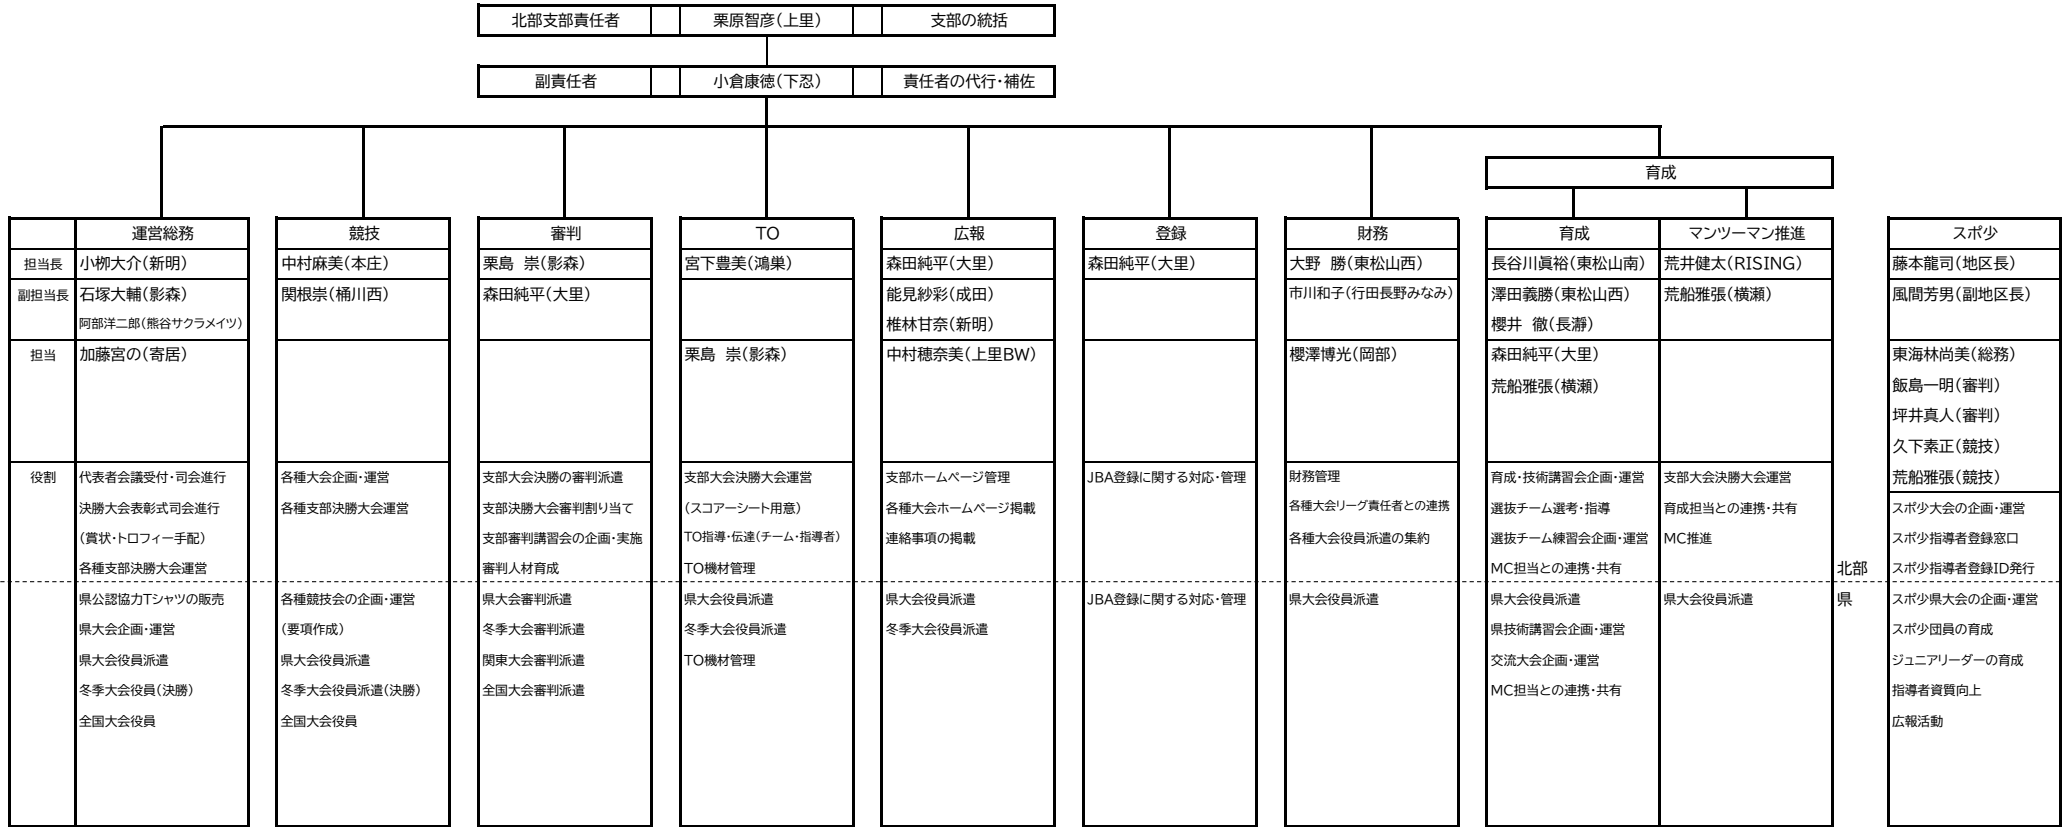 北部支部責任者 栗原智彦(上里) 支部の統括
副責任者 小倉康徳(下忍) 責任者の代行・補佐
育成
運営総務 競技 審判 TO 広報 登録 財務 育成 マンツーマン推進 スポ少
担当長 小栁大介(新明) 中村麻美(本庄) 栗島 崇(影森) 宮下豊美(鴻巣) 森田純平(大里) 森田純平(大里) 大野 勝(東松山西) 長谷川眞裕(東松山南) 荒井健太(RISING) 藤本龍司(地区長)
副担当長 石塚大輔(影森) 関根崇(桶川西) 森田純平(大里) 能見紗彩(成田) 市川和子(行田長野みなみ) 澤田義勝(東松山西) 荒船雅張(横瀬) 風間芳男(副地区長)
阿部洋二郎(熊谷サクラメイツ) 椎林甘奈(新明) 櫻井 徹(長瀞)
担当 加藤宮の(寄居) 栗島 崇(影森) 中村穂奈美(上里BW) 櫻澤博光(岡部) 森田純平(大里) 東海林尚美(総務)
荒船雅張(横瀬) 飯島一明(審判)
坪井真人(審判)
久下素正(競技)
役割 代表者会議受付・司会進行 各種大会企画・運営 支部大会決勝の審判派遣 支部大会決勝大会運営 支部ホームページ管理 JBA登録に関する対応・管理 財務管理 育成・技術講習会企画・運営 支部大会決勝大会運営 荒船雅張(競技)
決勝大会表彰式司会進行 各種支部決勝大会運営 支部決勝大会審判割り当て (スコアーシート用意) 各種大会ホームページ掲載 各種大会リーグ責任者との連携 選抜チーム選考・指導 育成担当との連携・共有 スポ少大会の企画・運営
(賞状・トロフィー手配) 支部審判講習会の企画・実施 TO指導・伝達(チーム・指導者) 連絡事項の掲載 各種大会役員派遣の集約 選抜チーム練習会企画・運営 MC推進 スポ少指導者登録窓口
各種支部決勝大会運営 審判人材育成 TO機材管理 MC担当との連携・共有 北部 スポ少指導者登録ID発行
県公認協力Tシャツの販売 各種競技会の企画・運営 県大会審判派遣 県大会役員派遣 県大会役員派遣 JBA登録に関する対応・管理 県大会役員派遣 県大会役員派遣 県大会役員派遣 県 スポ少県大会の企画・運営
県大会企画・運営 (要項作成) 冬季大会審判派遣 冬季大会役員派遣 冬季大会役員派遣 県技術講習会企画・運営 スポ少団員の育成
県大会役員派遣 県大会役員派遣 関東大会審判派遣 TO機材管理 交流大会企画・運営 ジュニアリーダーの育成
冬季大会役員(決勝) 冬季大会役員派遣(決勝) 全国大会審判派遣 MC担当との連携・共有 指導者資質向上
全国大会役員 全国大会役員 広報活動